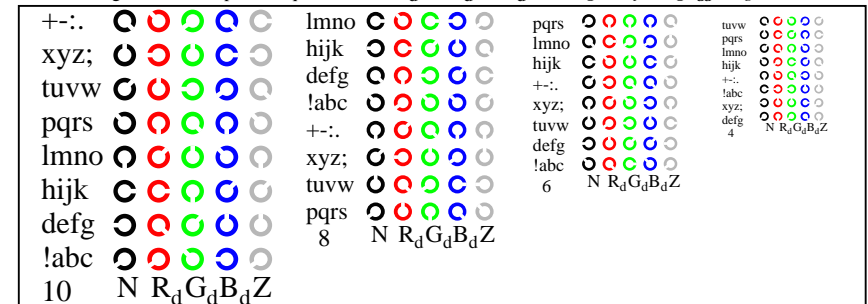 +-:.
xyz;
tuvw
pqrs
lmno
hijk
defg
!abc
10 N RdGdBdZ
lmno
hijk
defg
!abc
+-:.
xyz;
tuvw
pqrs
8 N RdGdBdZ
pqrs
lmno
hijk
+-:.
xyz;
tuvw
defg
!abc
6 N RdGdBdZ
tuvw
pqrs
lmno
hijk
+-:.
!abc
xyz;
defg
4 N RdGdBdZ